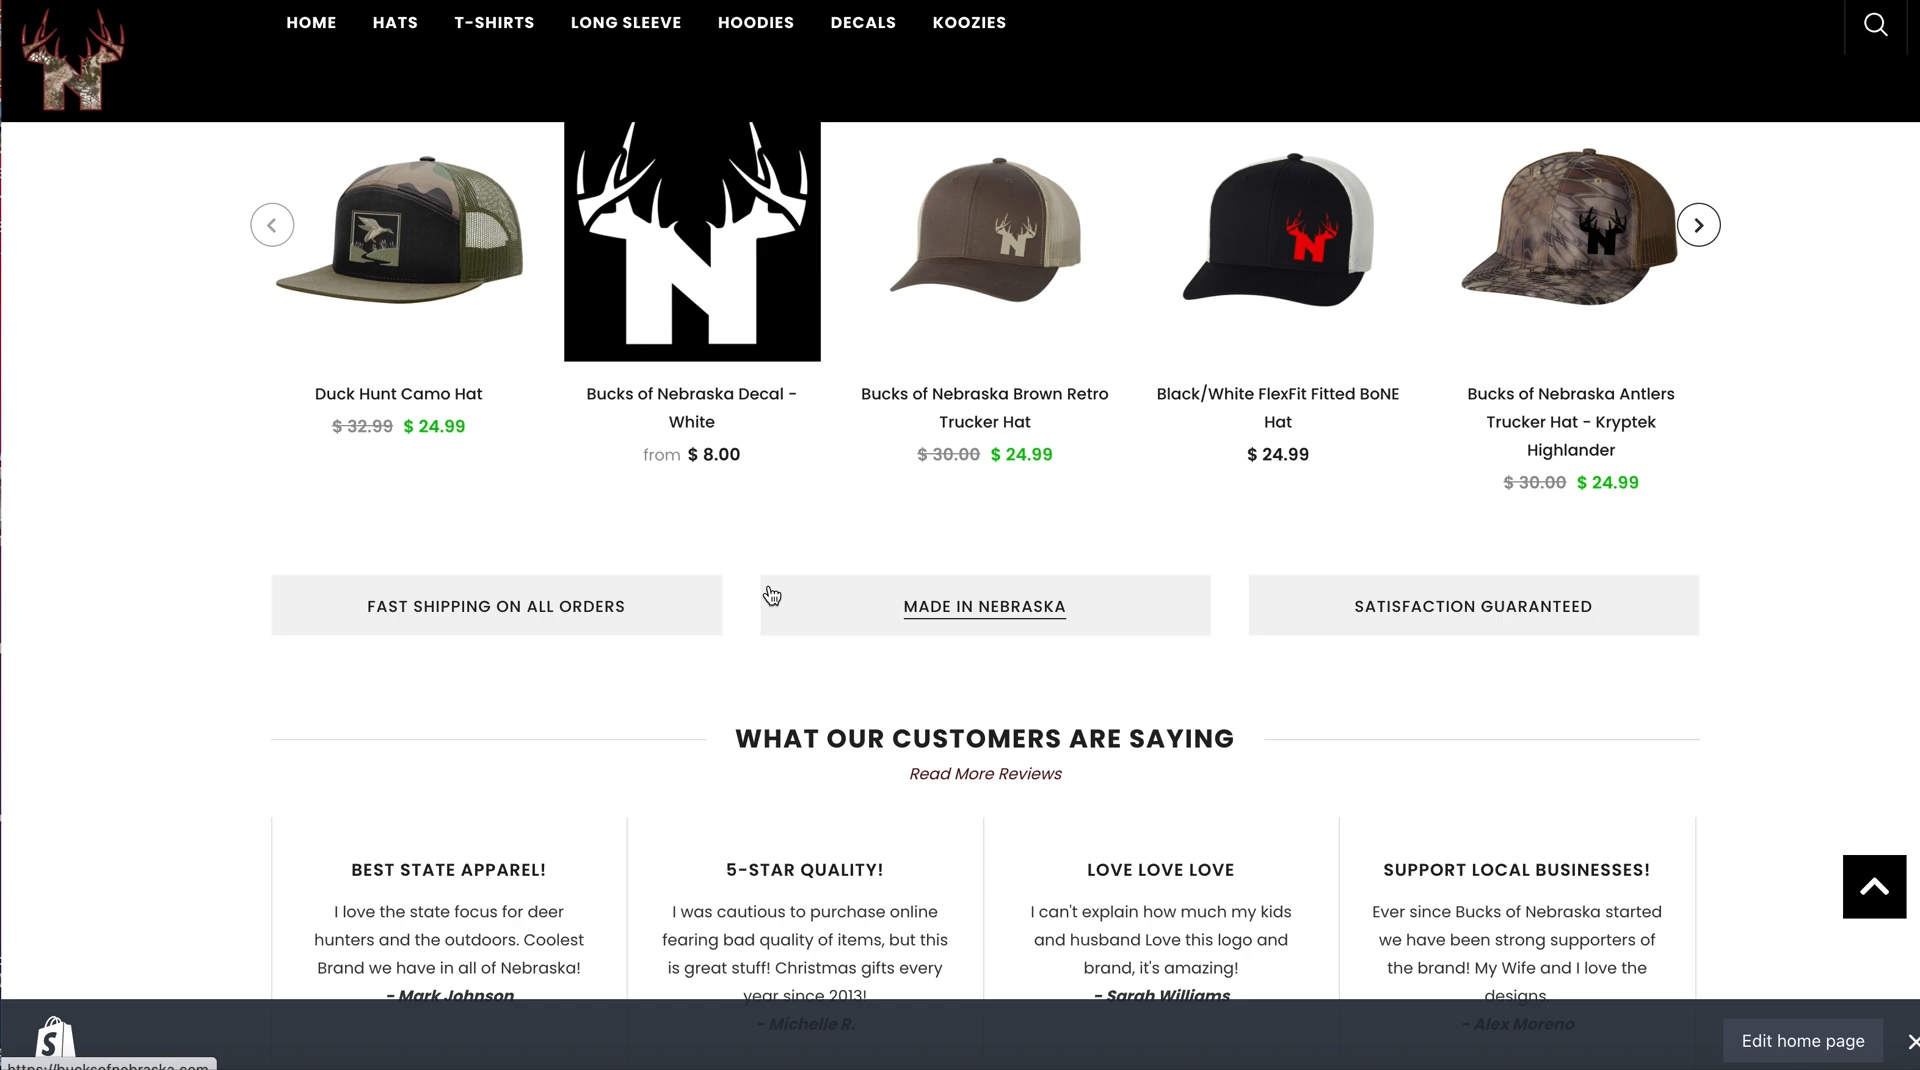 HOME HATS T-SHIRTS LONG SLEEVE HOODIES DECALS KOOZIES
N
N
N
N
N
Duck Hunt Camo Hat
$ 32.99 $ 24.99
Bucks of Nebraska Decal -
White
from $ 8.00
Bucks of Nebraska Brown Retro
Trucker Hat
$ 30.00 $ 24.99
Black/White FlexFit Fitted BoNE
Hat
$ 24.99
Bucks of Nebraska Antlers
Trucker Hat - Kryptek
Highlander
$ 30.00 $ 24.99
FAST SHIPPING ON ALL ORDERS
MADE IN NEBRASKA
SATISFACTION GUARANTEED
WHAT OUR CUSTOMERS ARE SAYING
Read More Reviews
BEST STATE APPAREL!
I love the state focus for deer
hunters and the outdoors. Coolest
Brand we have in all of Nebraska!
- Mark Johnson
5-STAR QUALITY!
I was cautious to purchase online
fearing bad quality of items, but this
is great stuff! Christmas gifts every
year since 2013!
- Michelle R.
LOVE LOVE LOVE
I can't explain how much my kids
and husband Love this logo and
brand, it's amazing!
- Sarah Williams
SUPPORT LOCAL BUSINESSES!
Ever since Bucks of Nebraska started
we have been strong supporters of
the brand! My Wife and I love the
designs.
- Alex Moreno
S
Edit home page
https://bucksofnebraska.com